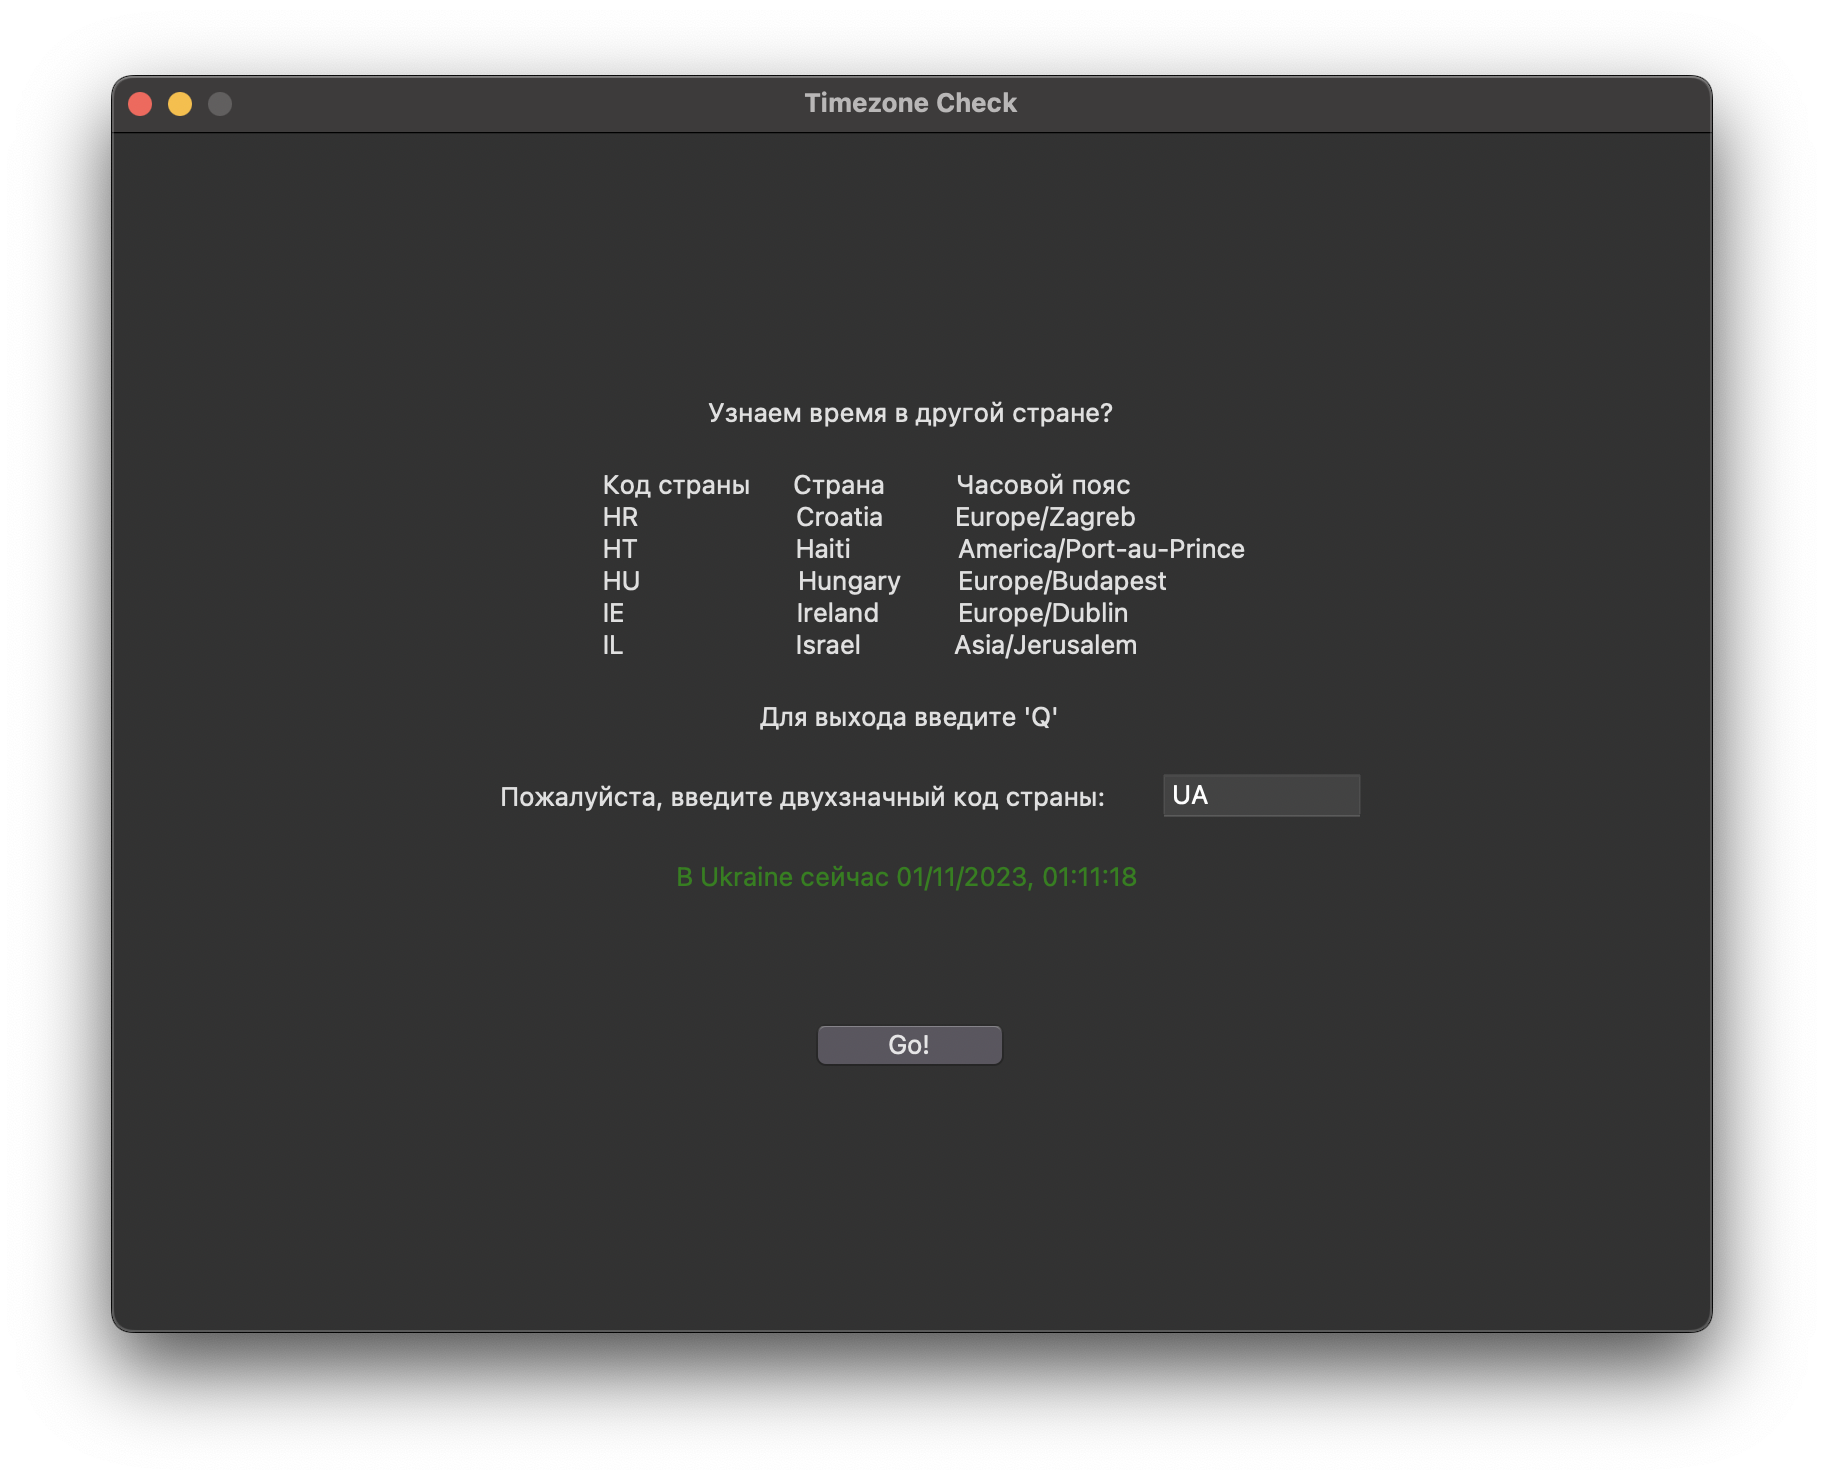 Timezone Check
Узнаем время в другой стране?
Код страны Страна Часовой пояс
HR Croatia Europe/Zagreb
HT Haiti America/Port-au-Prince
HU Hungary Europe/Budapest
IE Ireland Europe/Dublin
IL Israel Asia/Jerusalem
Для выхода введите 'Q'
Пожалуйста, введите двухзначный код страны: UA
В Ukraine сейчас 01/11/2023, 01:11:18
Go!